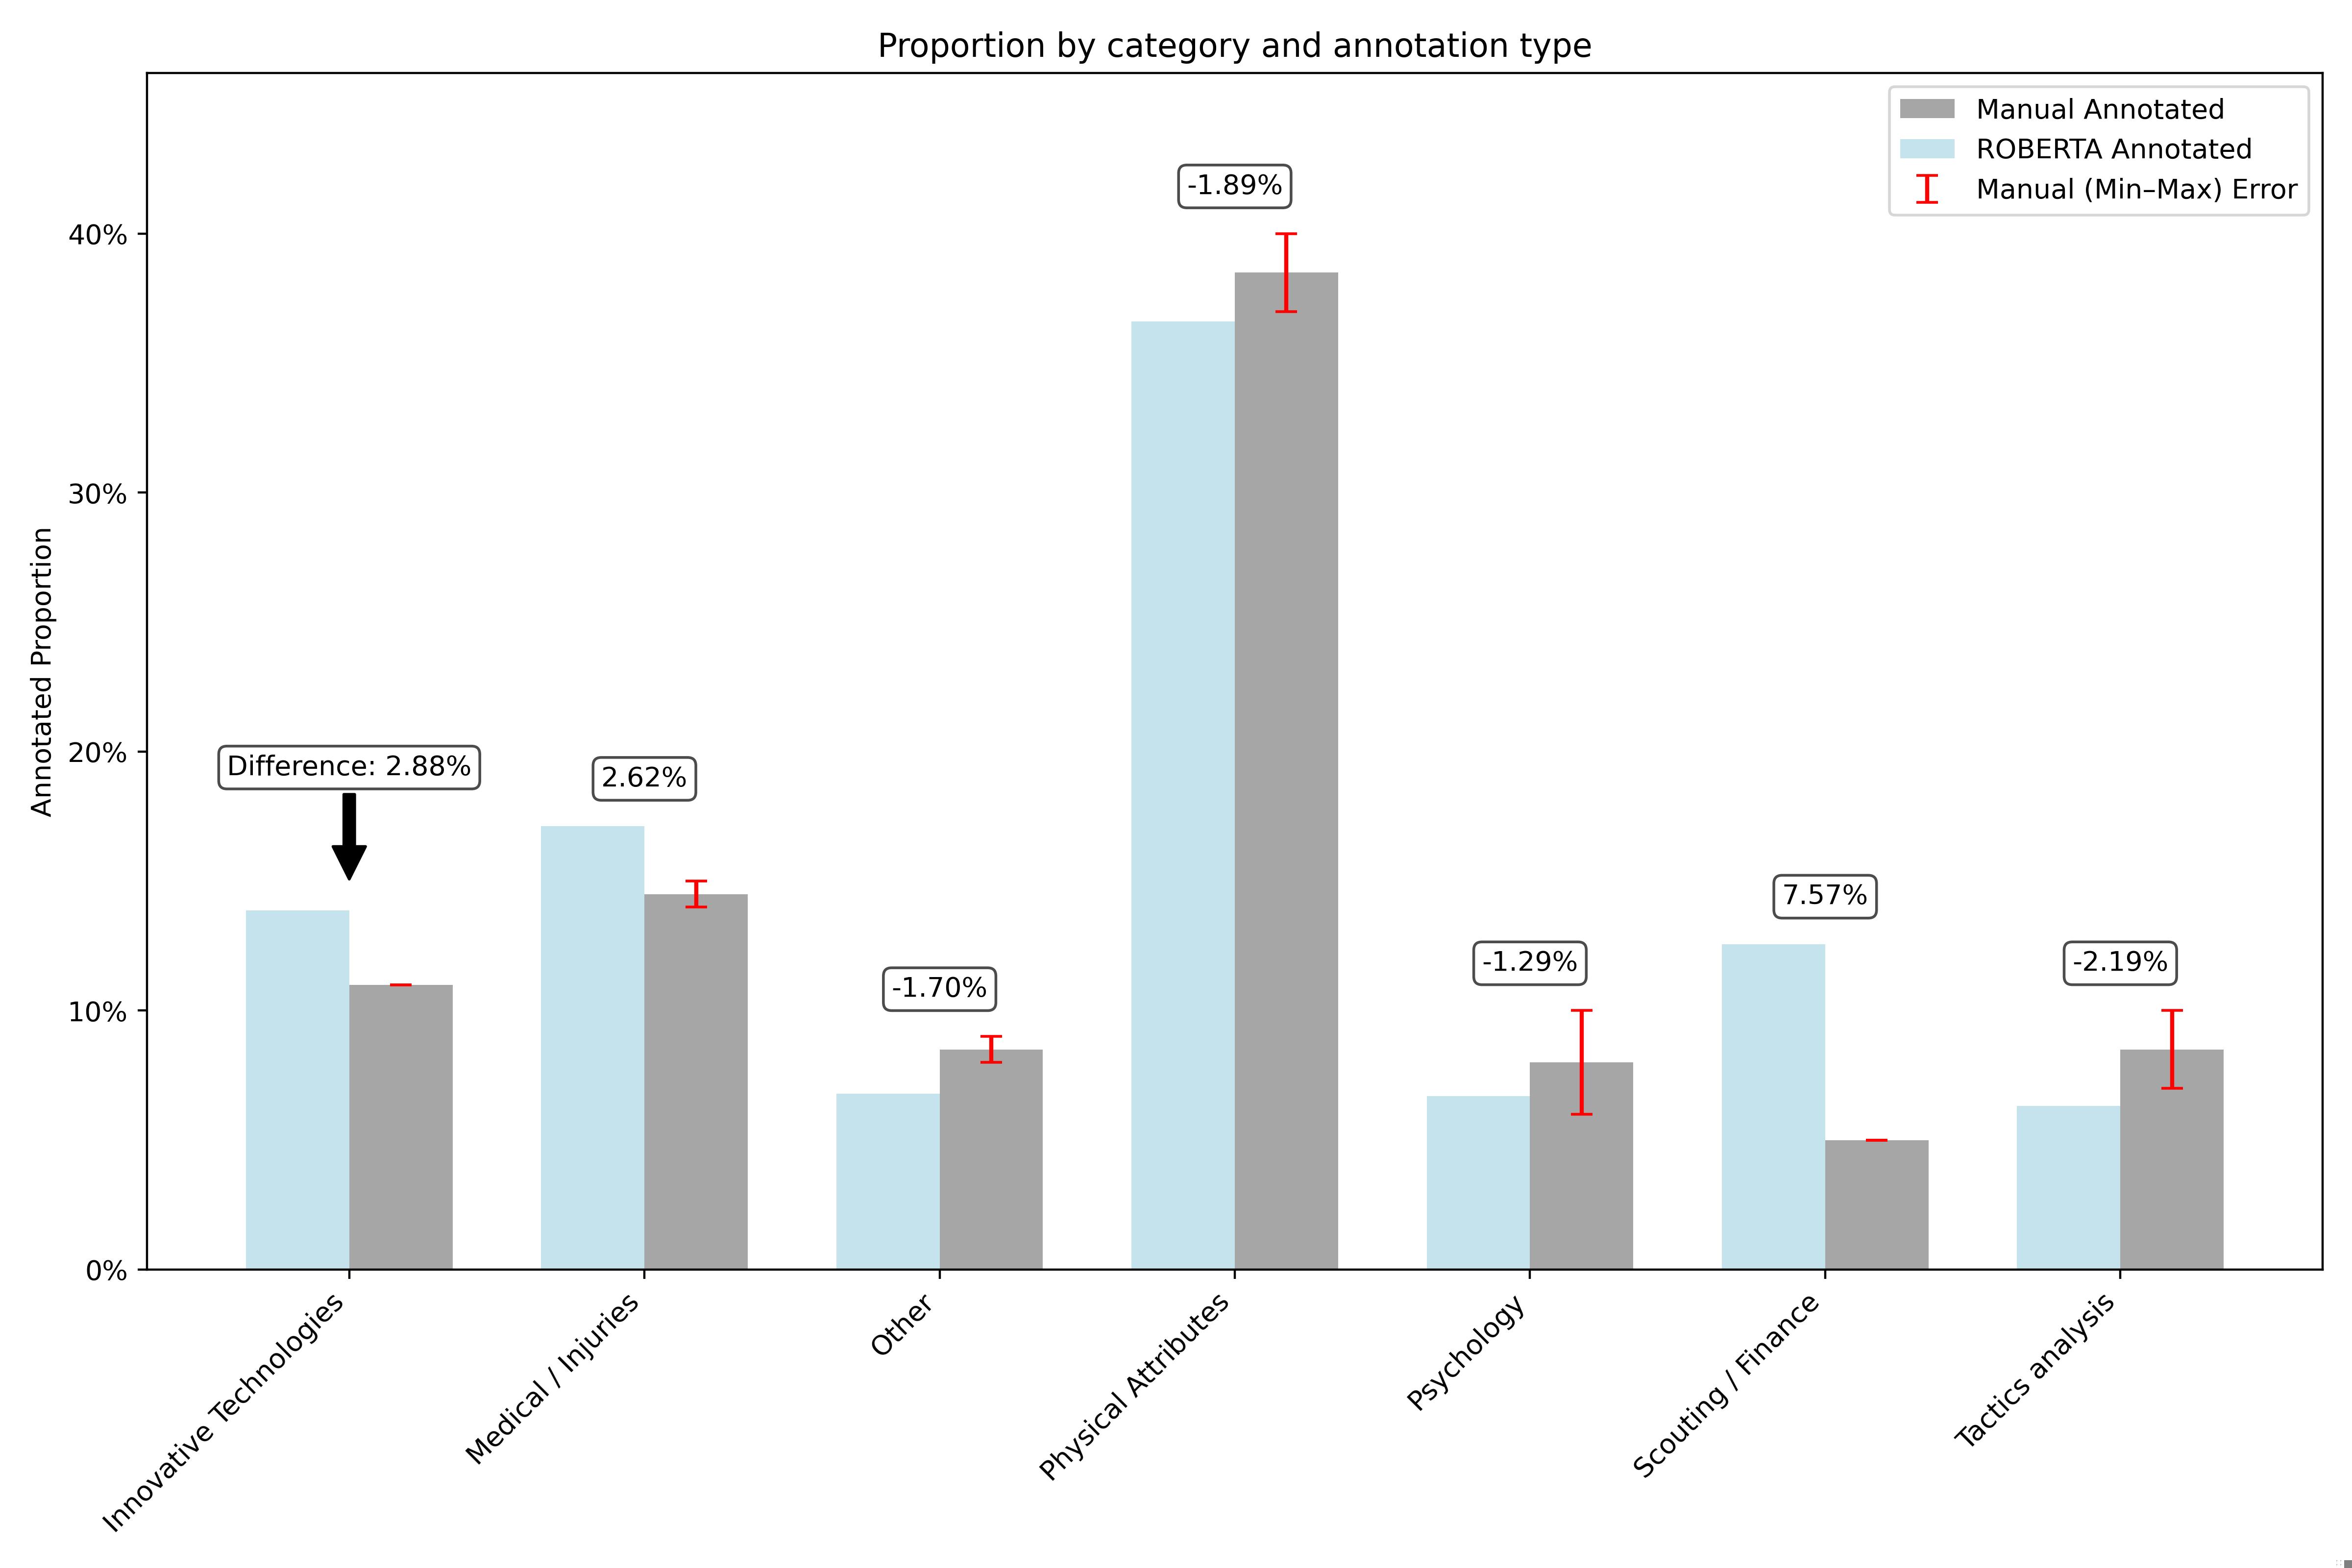 Proportion by category and annotation type
Manual Annotated
ROBERTA Annotated
Manual (Min–Max) Error
Annotated Proportion
40%
30%
20%
10%
0%
Difference: 2.88%
2.62%
-1.70%
-1.89%
-1.29%
7.57%
-2.19%
Innovative Technologies
Medical / Injuries
Other
Physical Attributes
Psychology
Scouting / Finance
Tactics analysis